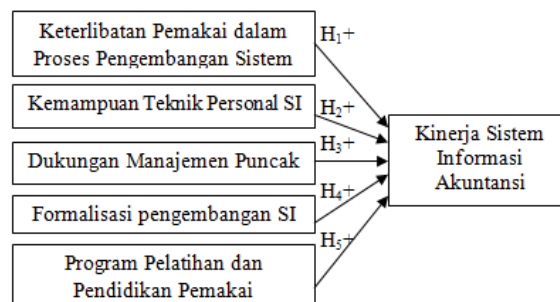 Keterlibatan Pemakai dalam
Proses Pengembangan Sistem
H₁+
Kemampuan Teknik Personal SI
H₂+
Dukungan Manajemen Puncak
H₃+
Formalisasi pengembangan SI
H₄+
Program Pelatihan dan
Pendidikan Pemakai
H₅+
Kinerja Sistem
Informasi
Akuntansi